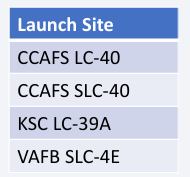 Launch Site
CCAFS LC-40
CCAFS SLC-40
KSC LC-39A
VAFB SLC-4E